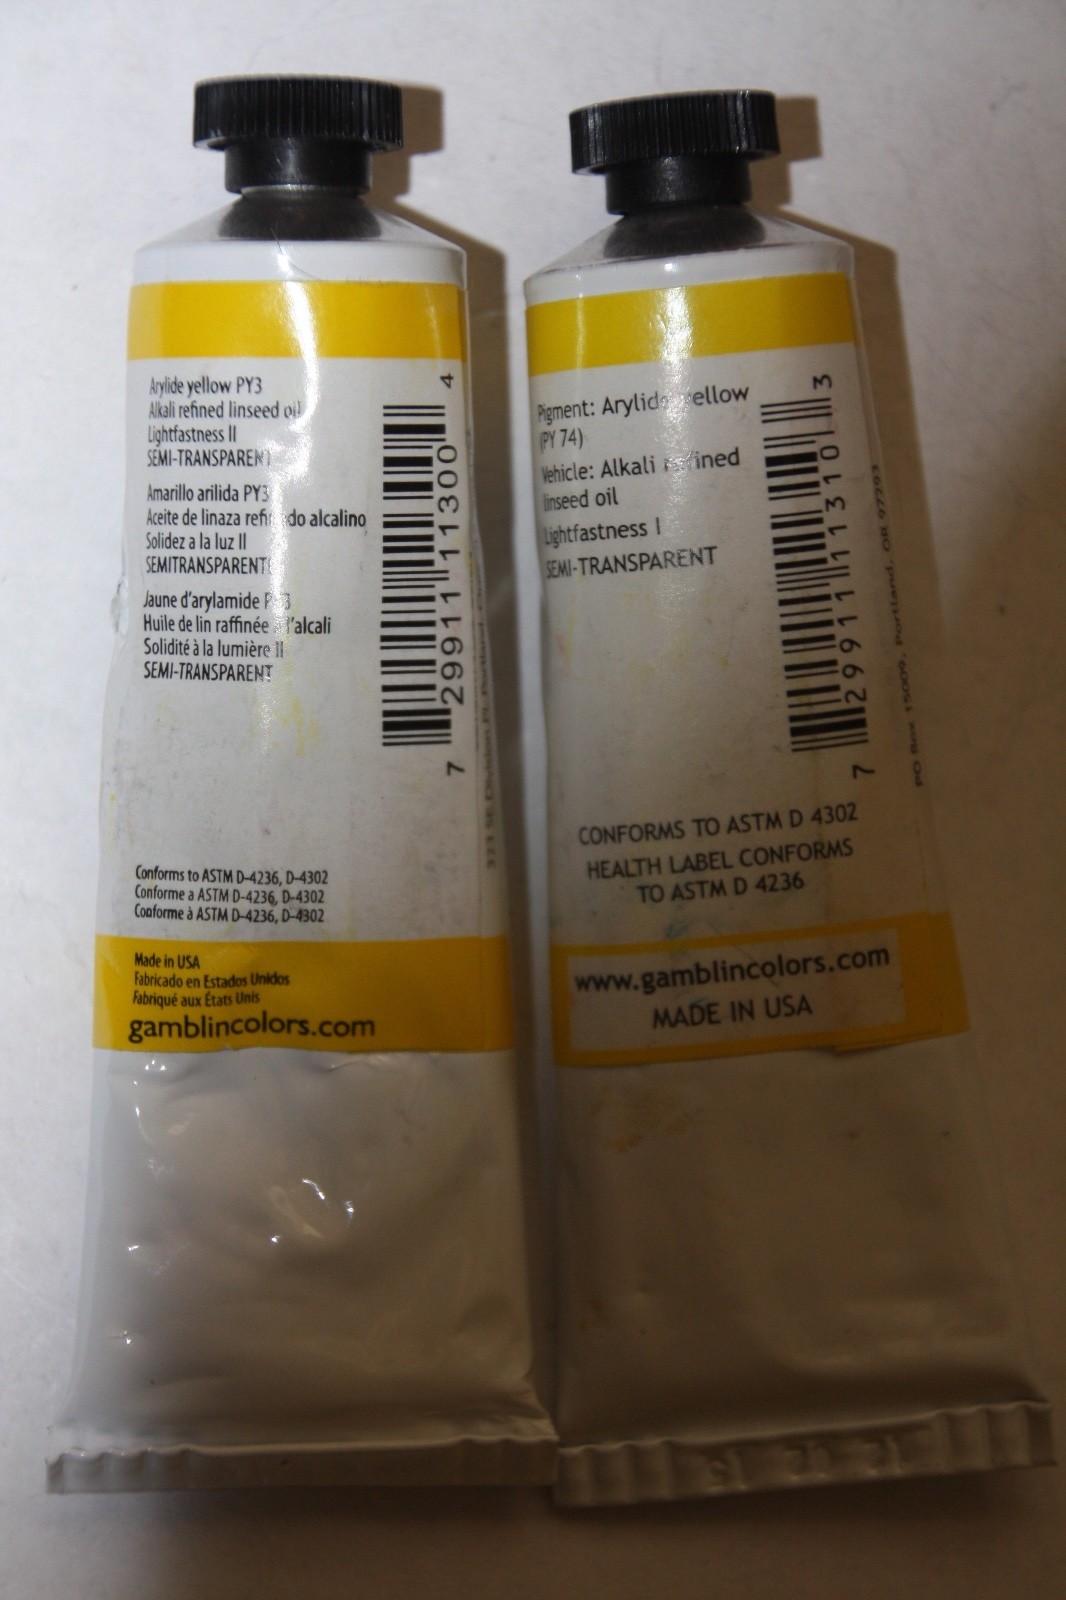 Arylide yellow PY3
Alkali refined linseed oil
Lightfastness II
SEMI-TRANSPARENT
Amarillo arilida PY3
Aceite de linaza refinado alcalino
Solidez a la luz II
SEMITRANSPARENTE
Jaune d'arylamide PY3
Huile de lin raffinée à l'alcali
Solidité à la lumière II
SEMI-TRANSPARENT
7 29911 11300 4
Conforms to ASTM D-4236, D-4302
Conforme a ASTM D-4236, D-4302
Conforme à ASTM D-4236, D-4302
Made in USA
Fabricado en Estados Unidos
Fabriqué aux États Unis
gamblincolors.com
323 SE Division Pl. Portland,
Pigment: Arylide yellow
(PY 74)
Vehicle: Alkali refined
linseed oil
Lightfastness I
SEMI-TRANSPARENT
7 29911 11310 3
PO Box 15009, Portland, OR 97293
CONFORMS TO ASTM D 4302
HEALTH LABEL CONFORMS
TO ASTM D 4236
www.gamblincolors.com
MADE IN USA